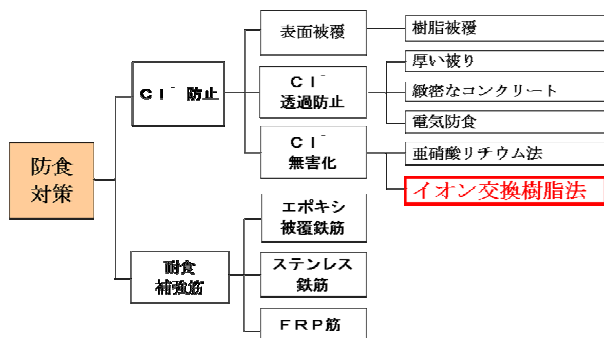 防食
対策
Ｃｌ⁻ 防止
表面被覆
樹脂被覆
Ｃｌ⁻
透過防止
厚い被り
緻密なコンクリート
電気防食
Ｃｌ⁻
無害化
亜硝酸リチウム法
イオン交換樹脂法
耐食
補強筋
エポキシ
被覆鉄筋
ステンレス
鉄筋
ＦＲＰ筋